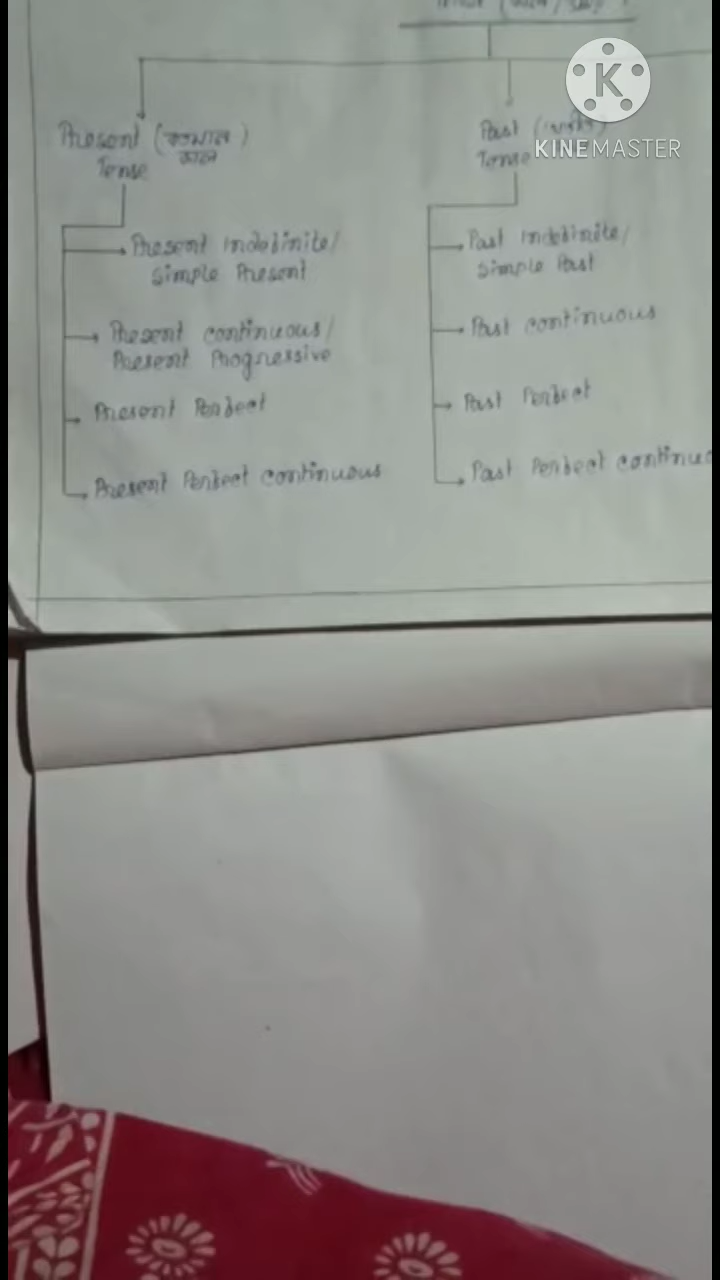 Present (বর্তমান
কাল)
Tense
Present Indefinite/
Simple Present
Present continuous/
Present Progressive
Present Perfect
Present Perfect continuous
Past
Tense
Past Indefinite/
Simple Past
Past continuous
Past Perfect
Past Perfect continuo
K
KINEMASTER